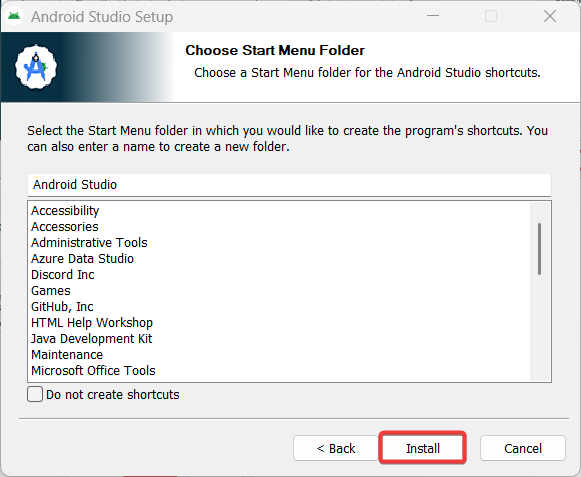 Android Studio Setup
Choose Start Menu Folder
Choose a Start Menu folder for the Android Studio shortcuts.
Select the Start Menu folder in which you would like to create the program's shortcuts. You
can also enter a name to create a new folder.
Android Studio
Accessibility
Accessories
Administrative Tools
Azure Data Studio
Discord Inc
Games
GitHub, Inc
HTML Help Workshop
Java Development Kit
Maintenance
Microsoft Office Tools
Do not create shortcuts
< Back
Install
Cancel